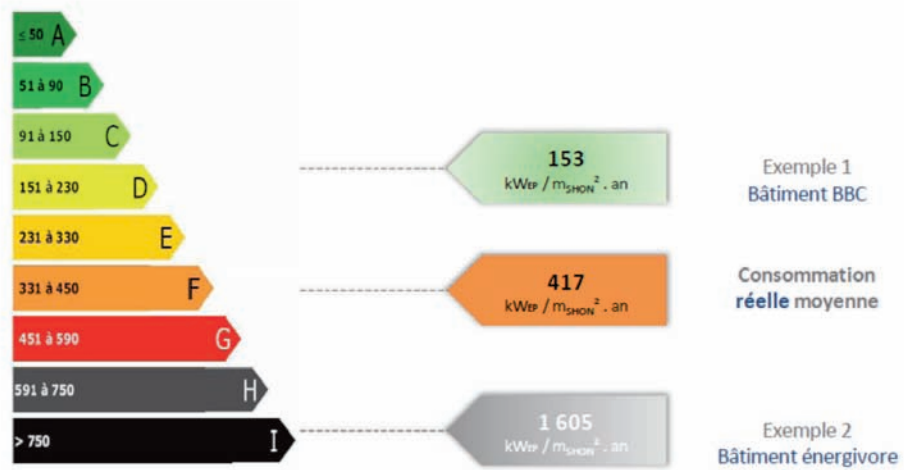 ≤ 50 A
51 à 90 B
91 à 150 C
151 à 230 D
231 à 330 E
331 à 450 F
451 à 590 G
591 à 750 H
> 750 I
153
kWEP / mSHON² . an
Exemple 1
Bâtiment BBC
417
kWEP / mSHON² . an
Consommation
réelle moyenne
1 605
kWEP / mSHON² . an
Exemple 2
Bâtiment énergivore